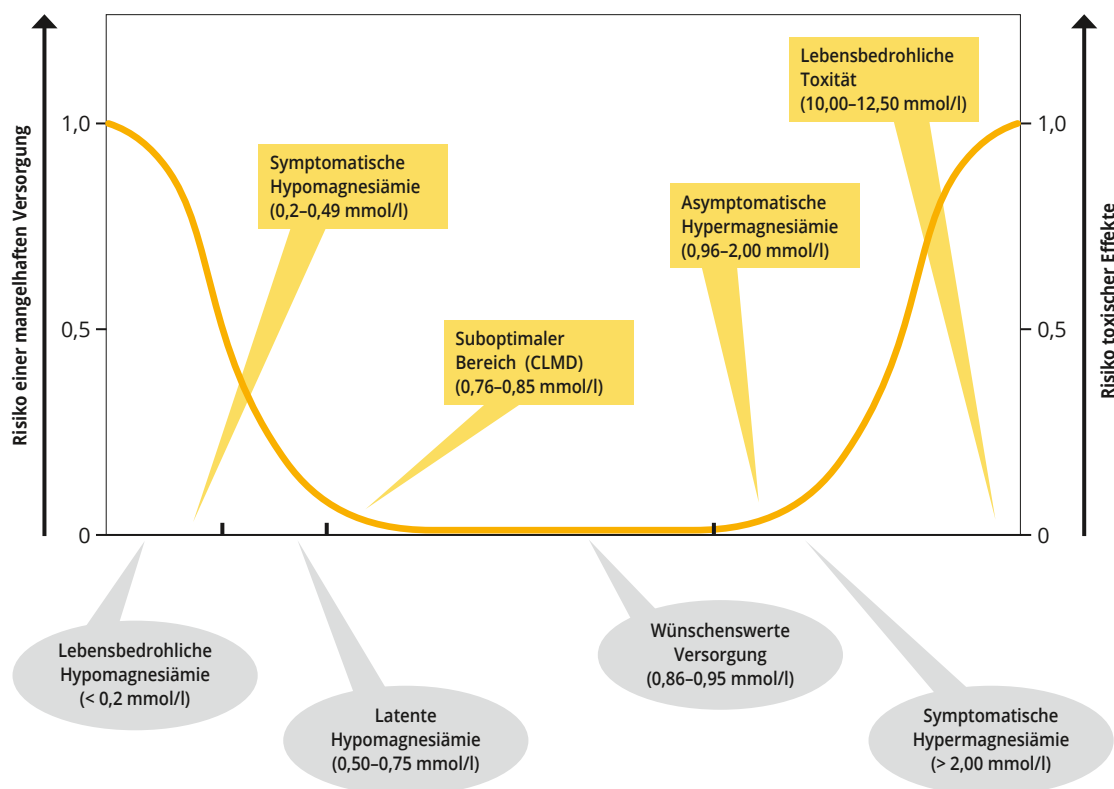 Risiko einer mangelhaften Versorgung
1,0
0,5
0
Symptomatische
Hypomagnesiämie
(0,2–0,49 mmol/l)
Suboptimaler
Bereich (CLMD)
(0,76–0,85 mmol/l)
Asymptomatische
Hypermagnesiämie
(0,96–2,00 mmol/l)
Lebensbedrohliche
Toxität
(10,00–12,50 mmol/l)
1,0
0,5
0
Risiko toxischer Effekte
Lebensbedrohliche
Hypomagnesiämie
(< 0,2 mmol/l)
Latente
Hypomagnesiämie
(0,50–0,75 mmol/l)
Wünschenswerte
Versorgung
(0,86–0,95 mmol/l)
Symptomatische
Hypermagnesiämie
(> 2,00 mmol/l)